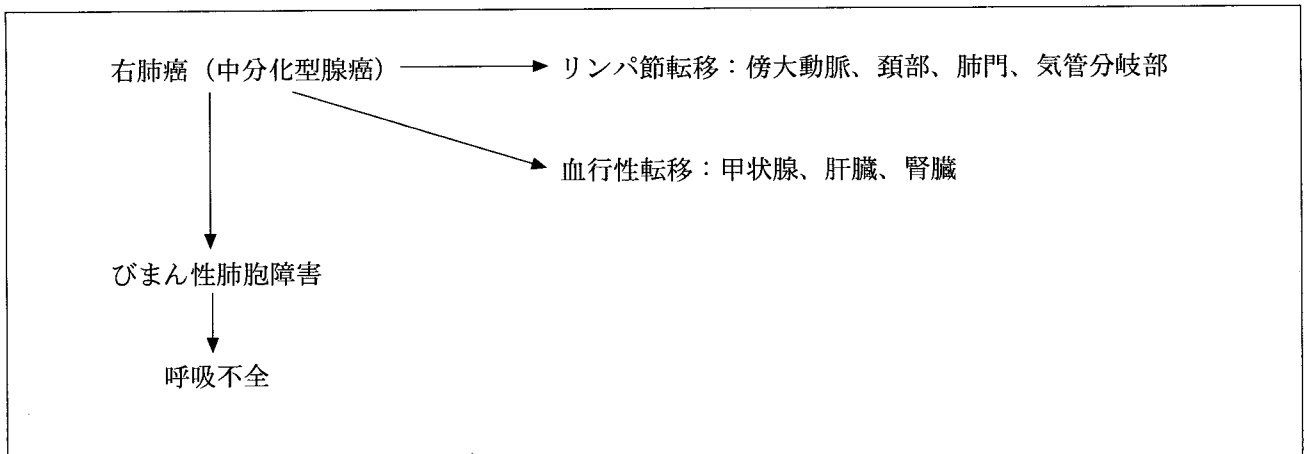 右肺癌（中分化型腺癌）
リンパ節転移：傍大動脈、頚部、肺門、気管分岐部
血行性転移：甲状腺、肝臓、腎臓
びまん性肺胞障害
呼吸不全